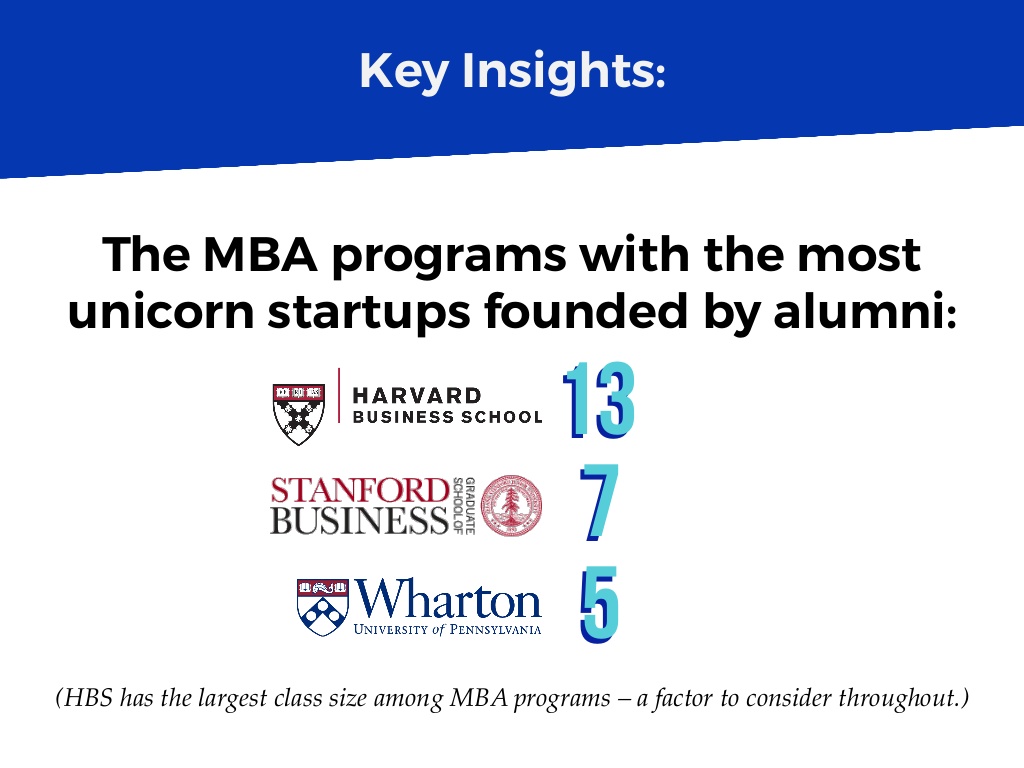 Key Insights:
The MBA programs with the most
unicorn startups founded by alumni:
HARVARD
BUSINESS SCHOOL
13
STANFORD
BUSINESS
GRADUATE
SCHOOL OF
7
Wharton
UNIVERSITY of PENNSYLVANIA
5
(HBS has the largest class size among MBA programs – a factor to consider throughout.)